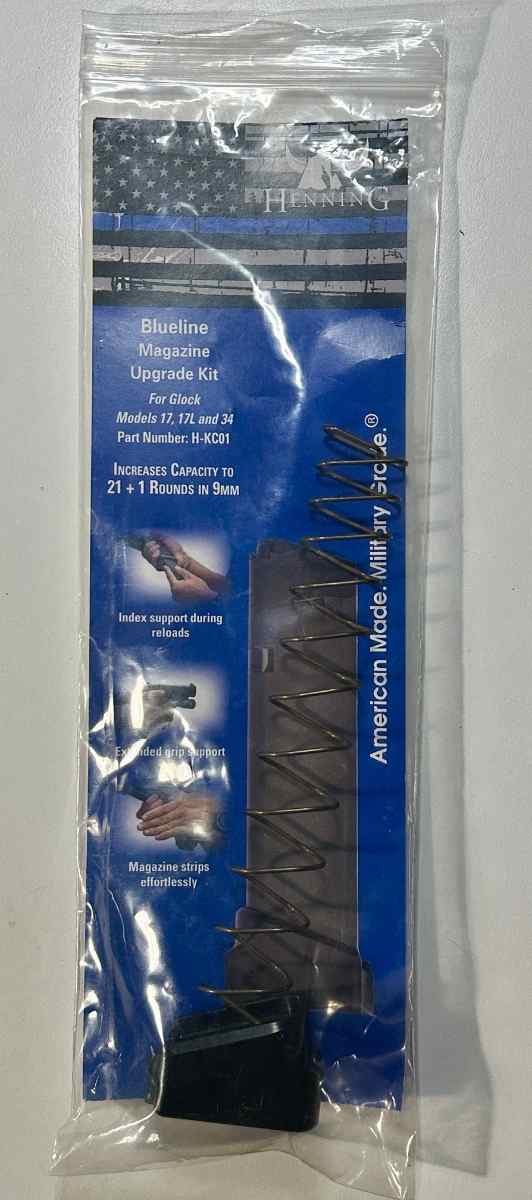 HENNING
Blueline
Magazine
Upgrade Kit
For Glock
Models 17, 17L and 34
Part Number: H-KC01
INCREASES CAPACITY TO
21 + 1 ROUNDS IN 9MM
Index support during
reloads
Extended grip support
Magazine strips
effortlessly
American Made. Military Grade.®